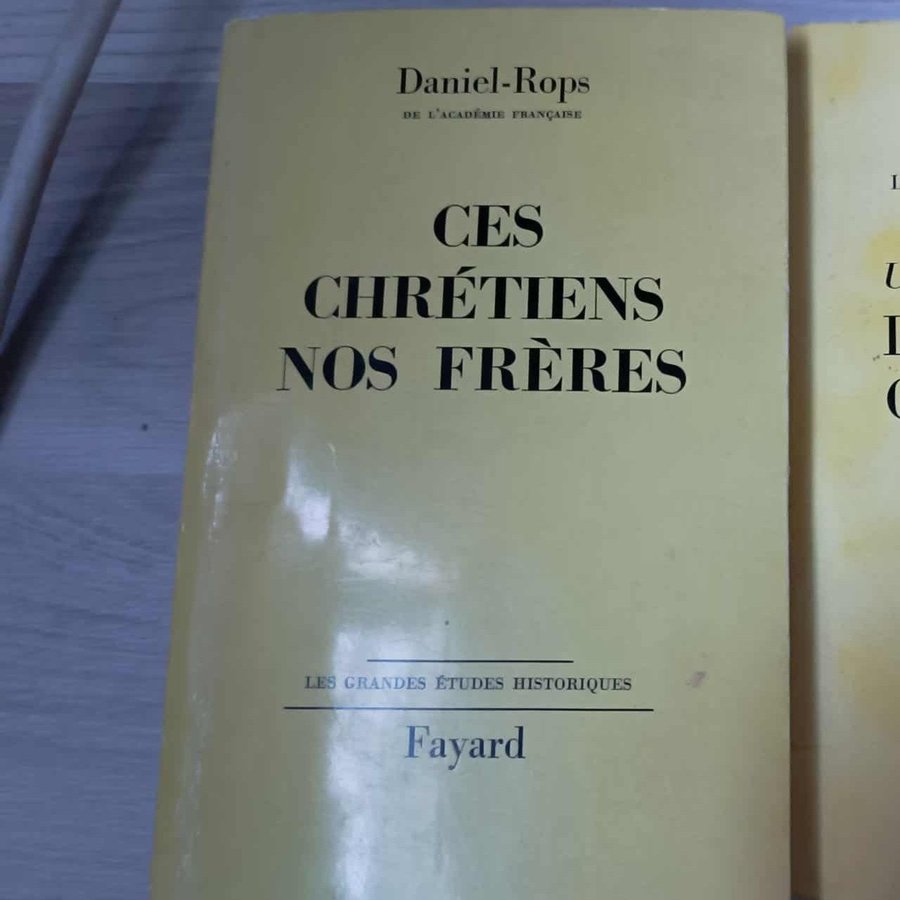 Daniel-Rops
DE L'ACADÉMIE FRANÇAISE
CES
CHRÉTIENS
NOS FRÈRES
LES GRANDES ÉTUDES HISTORIQUES
Fayard